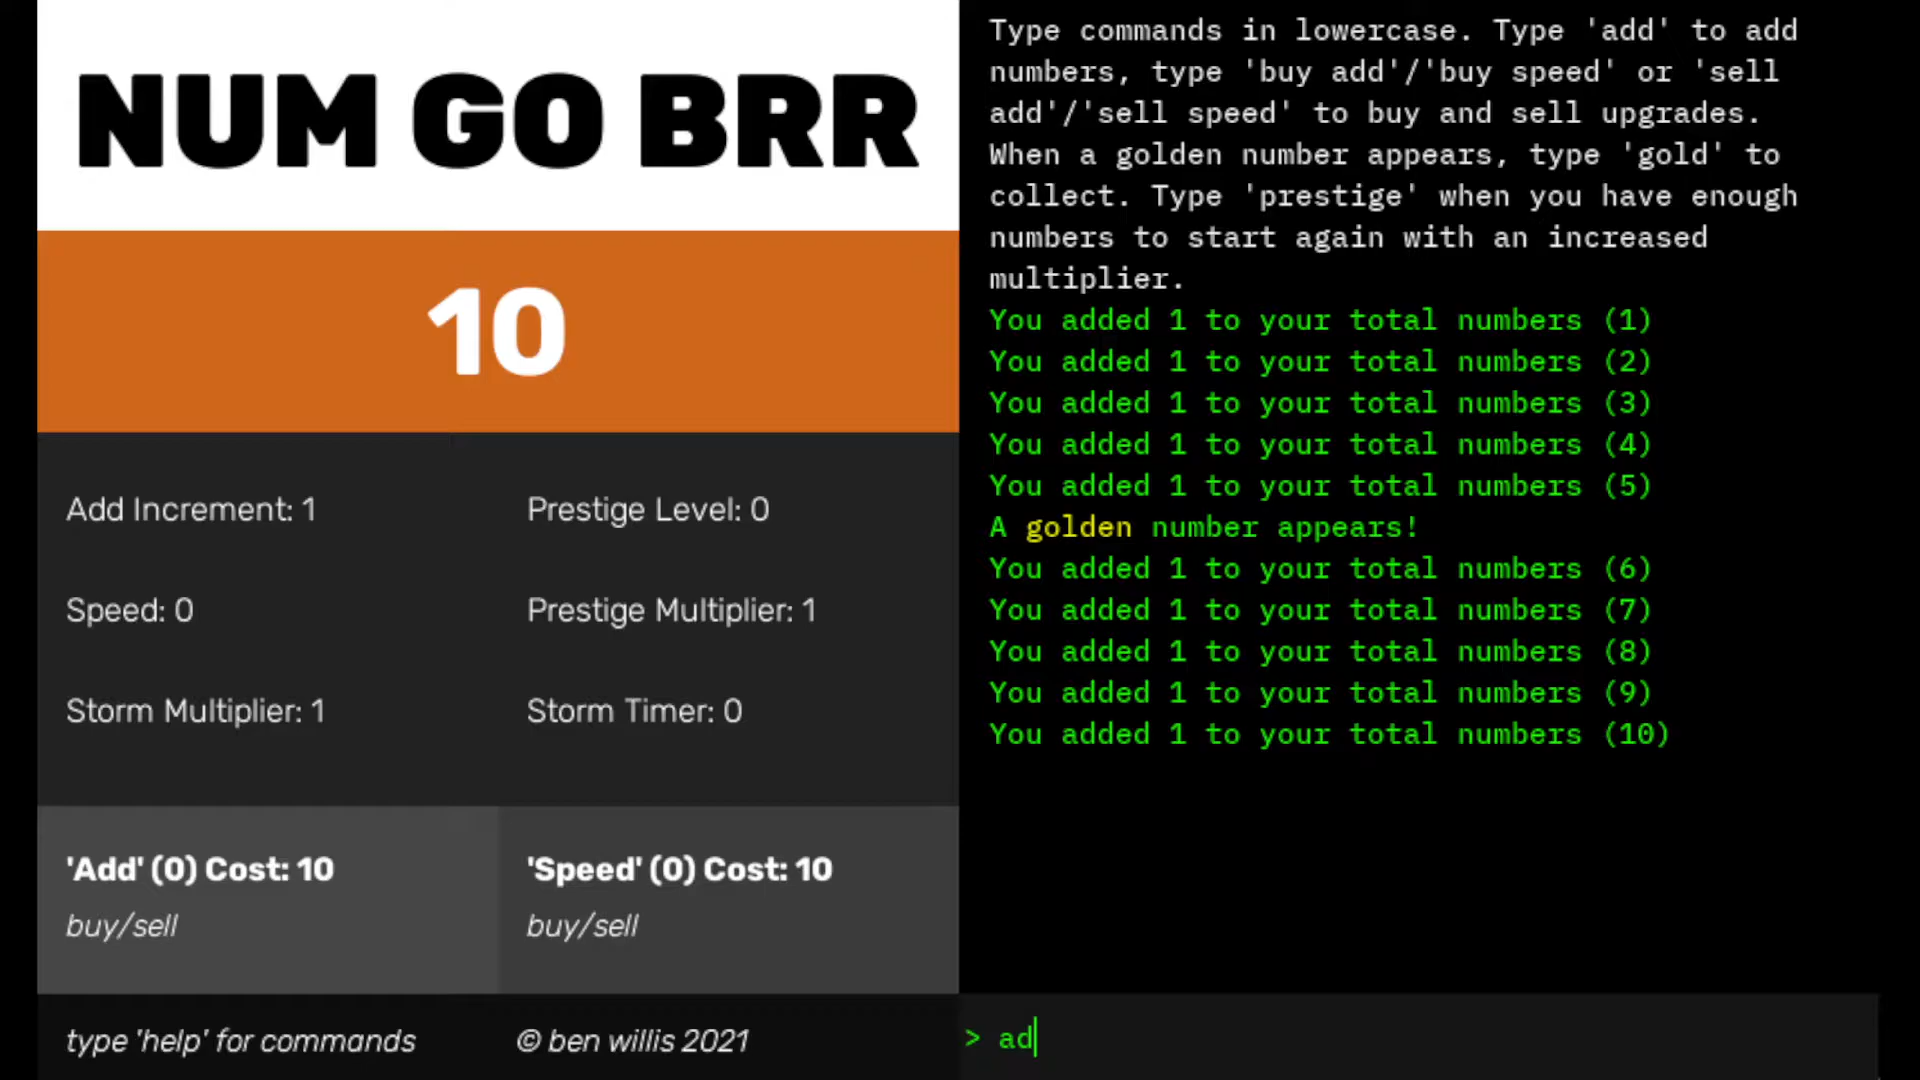 NUM GO BRR
10
Add Increment: 1
Prestige Level: 0
Speed: 0
Prestige Multiplier: 1
Storm Multiplier: 1
Storm Timer: 0
'Add' (0) Cost: 10
buy/sell
'Speed' (0) Cost: 10
buy/sell
type 'help' for commands
© ben willis 2021
Type commands in lowercase. Type 'add' to add
numbers, type 'buy add'/'buy speed' or 'sell
add'/'sell speed' to buy and sell upgrades.
When a golden number appears, type 'gold' to
collect. Type 'prestige' when you have enough
numbers to start again with an increased
multiplier.
You added 1 to your total numbers (1)
You added 1 to your total numbers (2)
You added 1 to your total numbers (3)
You added 1 to your total numbers (4)
You added 1 to your total numbers (5)
A golden number appears!
You added 1 to your total numbers (6)
You added 1 to your total numbers (7)
You added 1 to your total numbers (8)
You added 1 to your total numbers (9)
You added 1 to your total numbers (10)
> ad